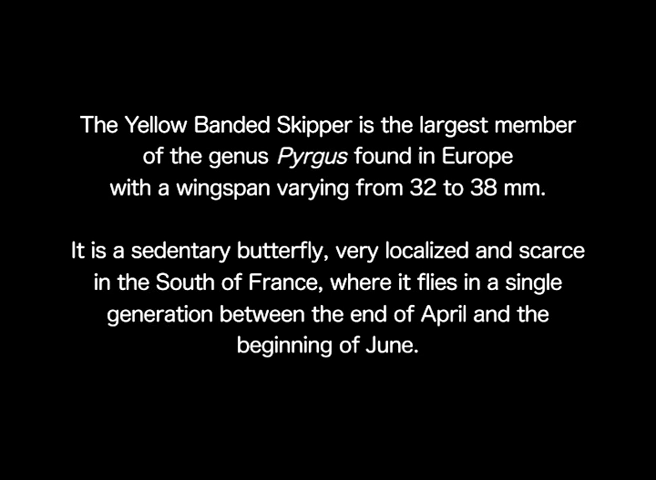 The Yellow Banded Skipper is the largest member
of the genus Pyrgus found in Europe
with a wingspan varying from 32 to 38 mm.
It is a sedentary butterfly, very localized and scarce
in the South of France, where it flies in a single
generation between the end of April and the
beginning of June.